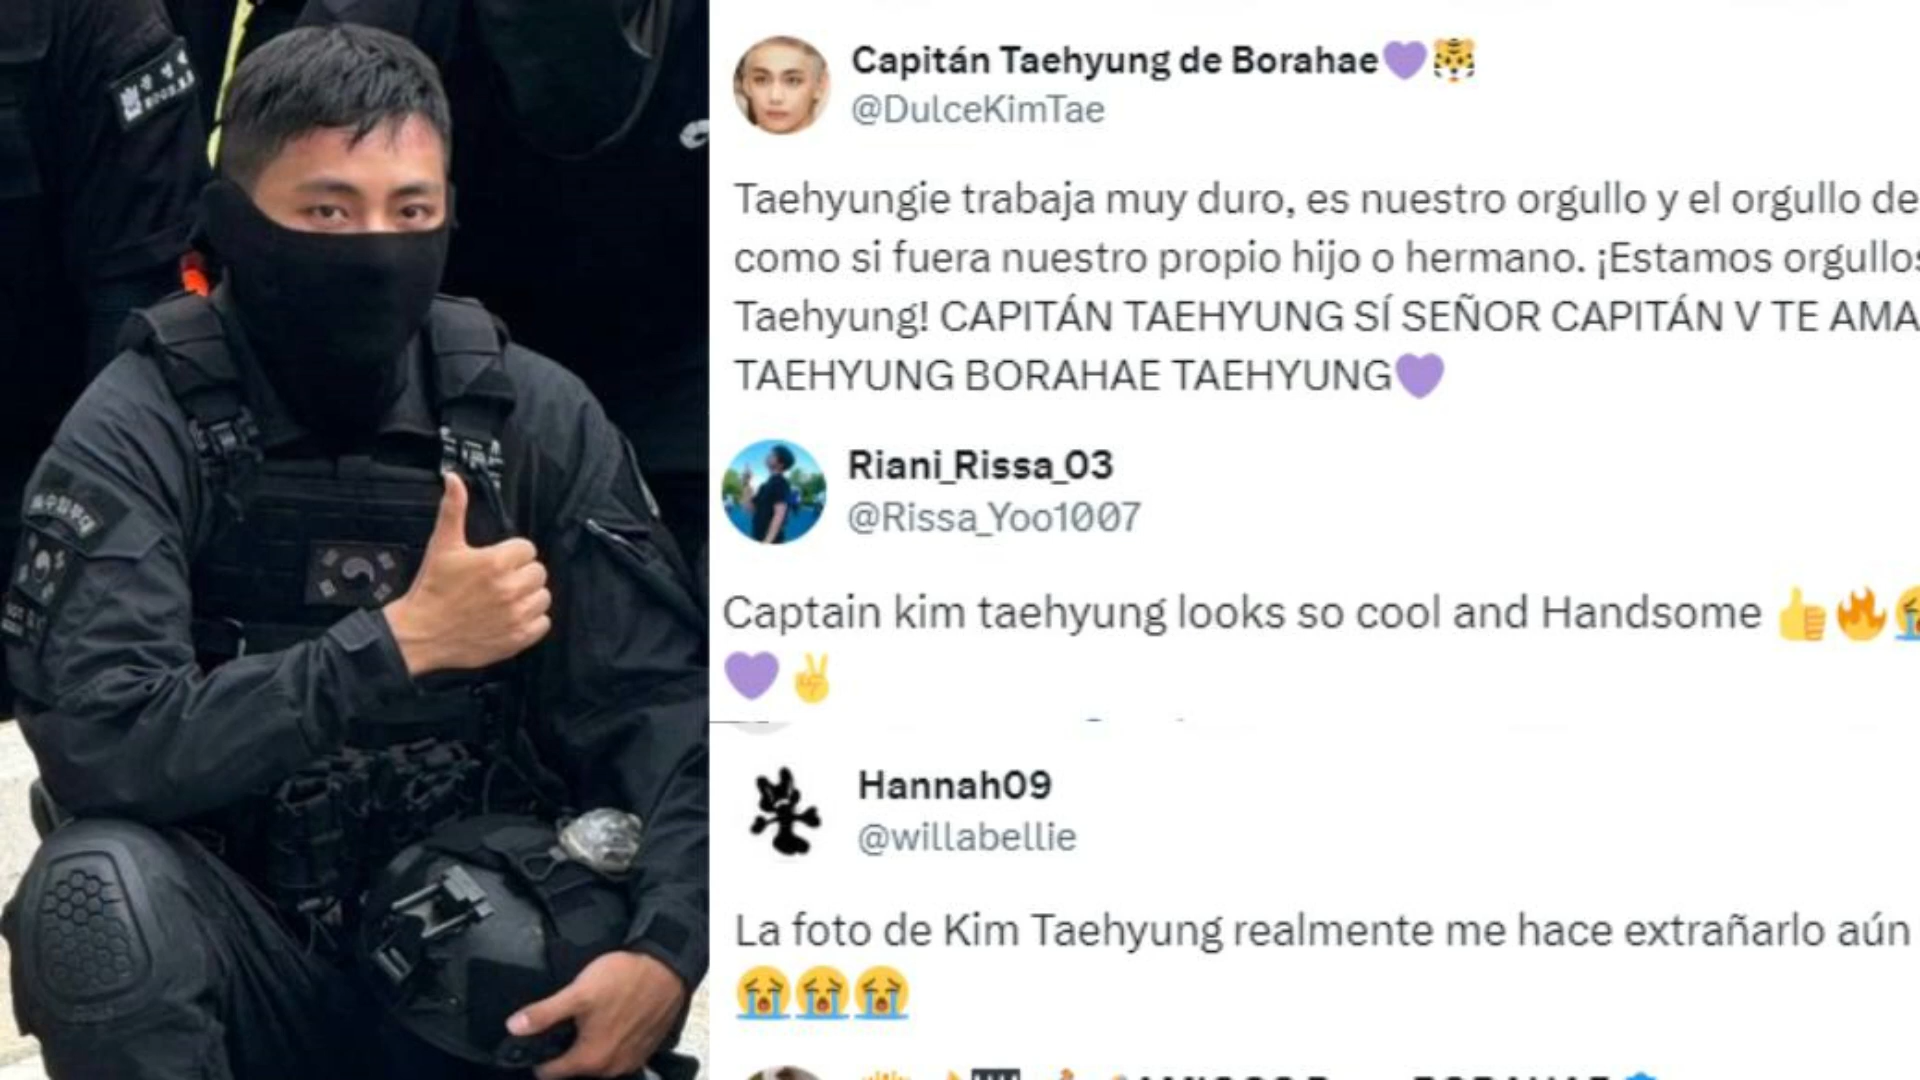 Capitán Taehyung de Borahae💜🐯
@DulceKimTae
Taehyungie trabaja muy duro, es nuestro orgullo y el orgullo de
como si fuera nuestro propio hijo o hermano. ¡Estamos orgullos
Taehyung! CAPITÁN TAEHYUNG SÍ SEÑOR CAPITÁN V TE AMA
TAEHYUNG BORAHAE TAEHYUNG💜
Riani_Rissa_03
@Rissa_Yoo1007
Captain kim taehyung looks so cool and Handsome 👍🔥😭
💜✌
Hannah09
@willabellie
La foto de Kim Taehyung realmente me hace extrañarlo aún
😭😭😭